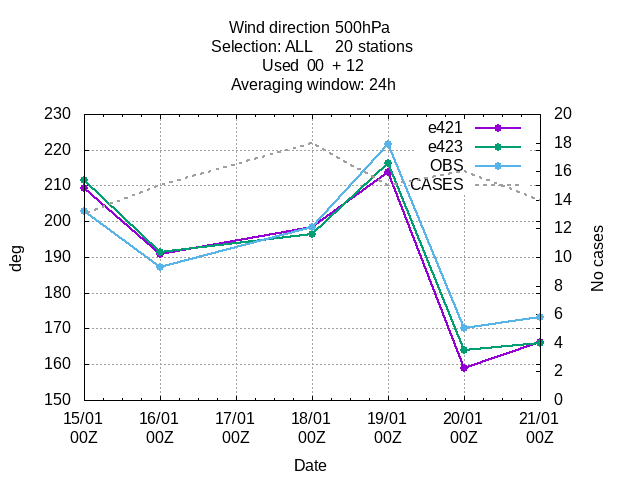 Wind direction 500hPa
Selection: ALL     20 stations
Used  00  + 12
Averaging window: 24h
230
220
210
200
190
180
170
160
150
20
18
16
14
12
10
8
6
4
2
0
e421
e423
OBS
CASES
deg
No cases
15/01 16/01 17/01 18/01 19/01 20/01 21/01
00Z 00Z 00Z 00Z 00Z 00Z 00Z
Date